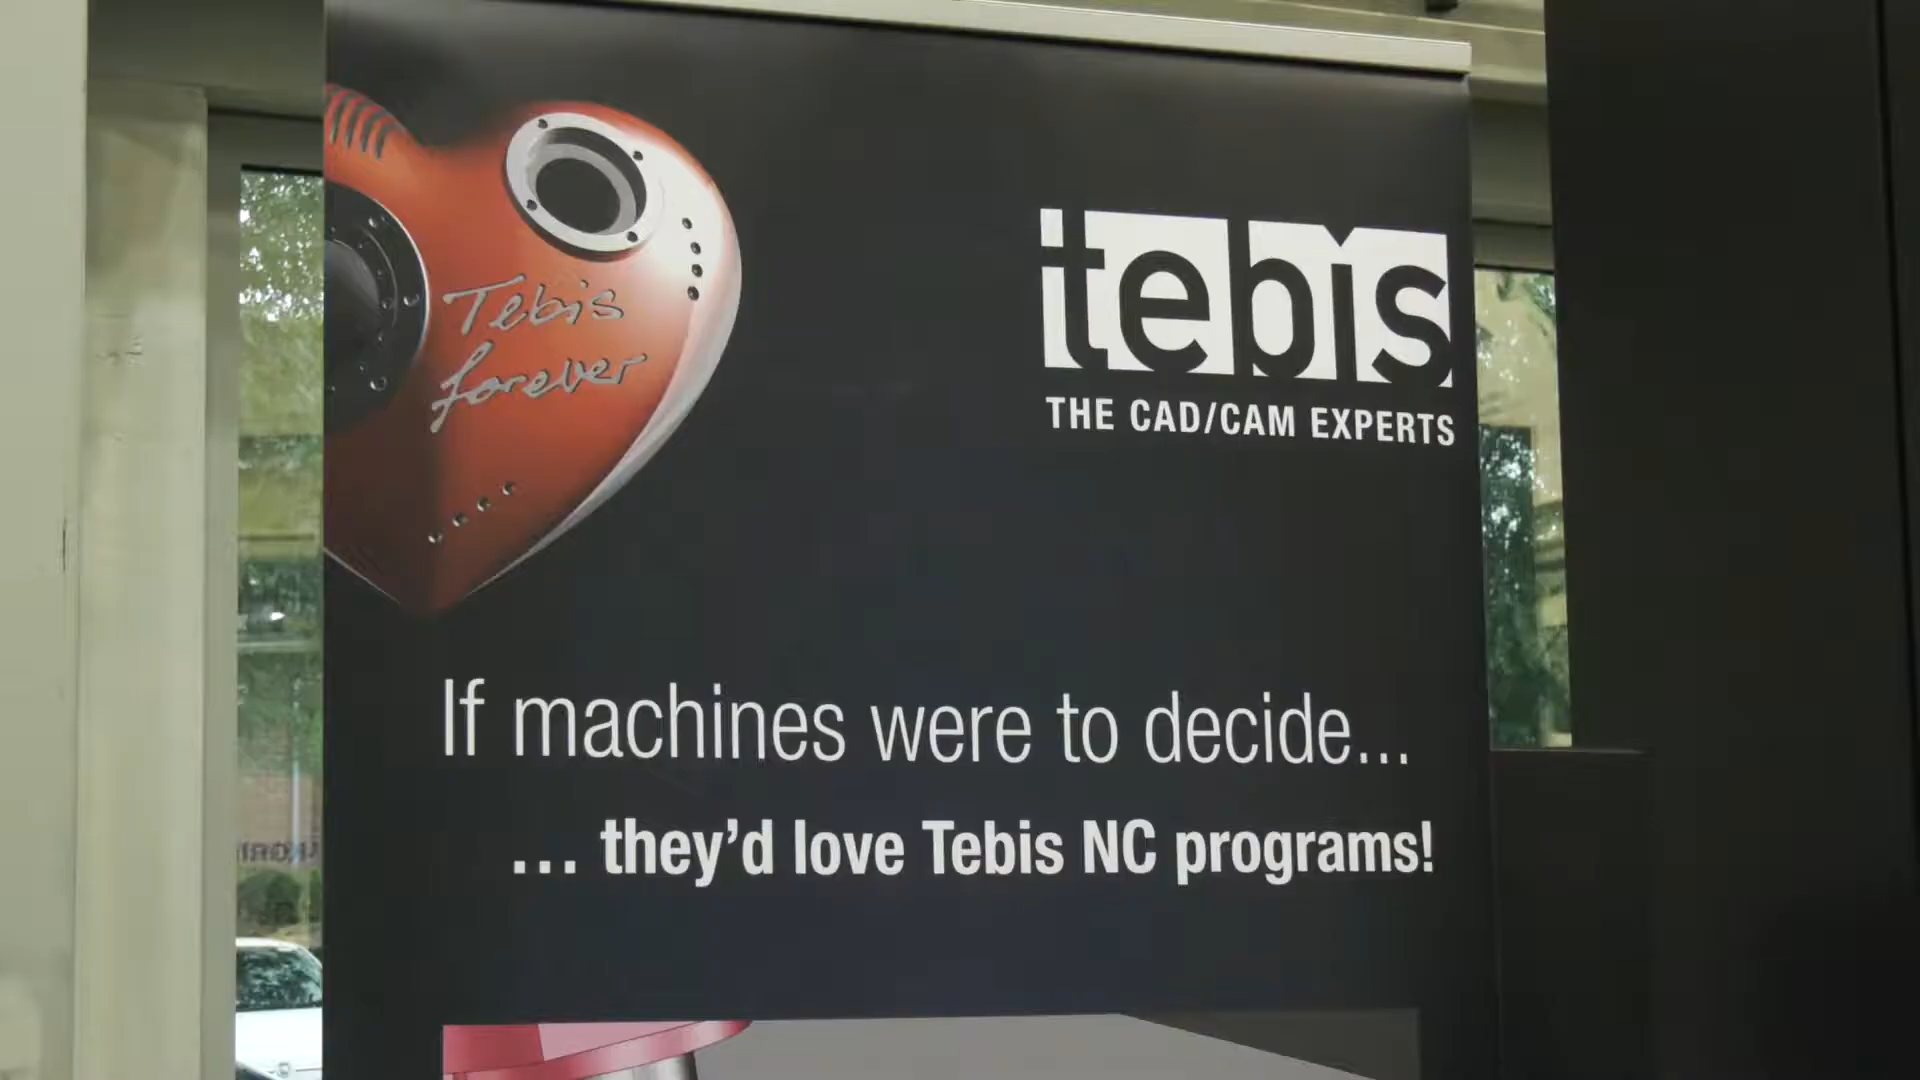 Tebis
forever
tebis
THE CAD/CAM EXPERTS
If machines were to decide...
... they'd love Tebis NC programs!